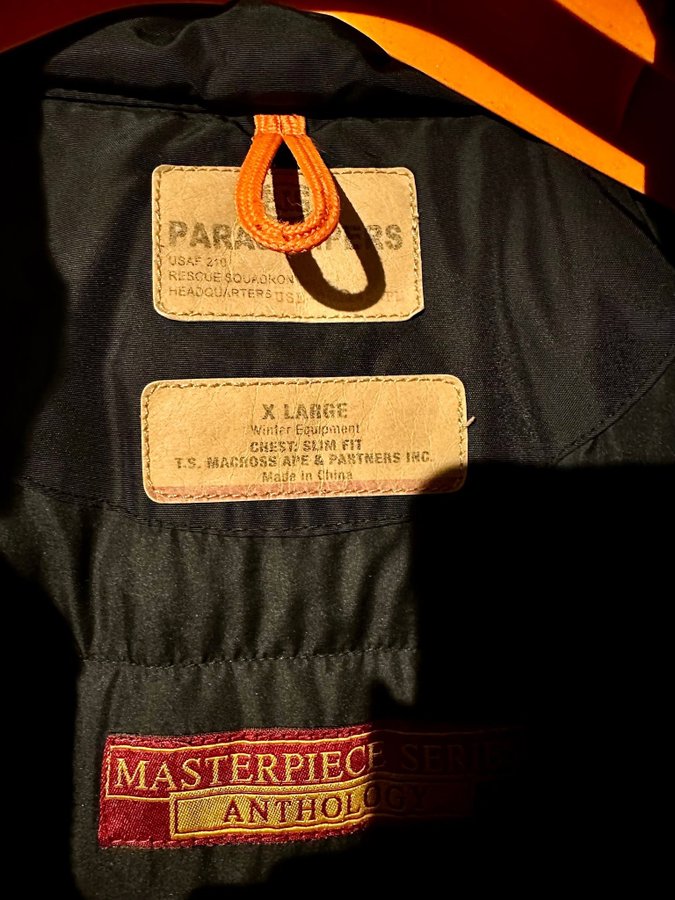 USAF 210
RESCUE SQUADRON
HEADQUARTERS
X LARGE
Winter Equipment
CHEST: SLIM FIT
T.S. MACROSS APE & PARTNERS INC.
Made in China
MASTERPIECE SERIES
ANTHOLOGY